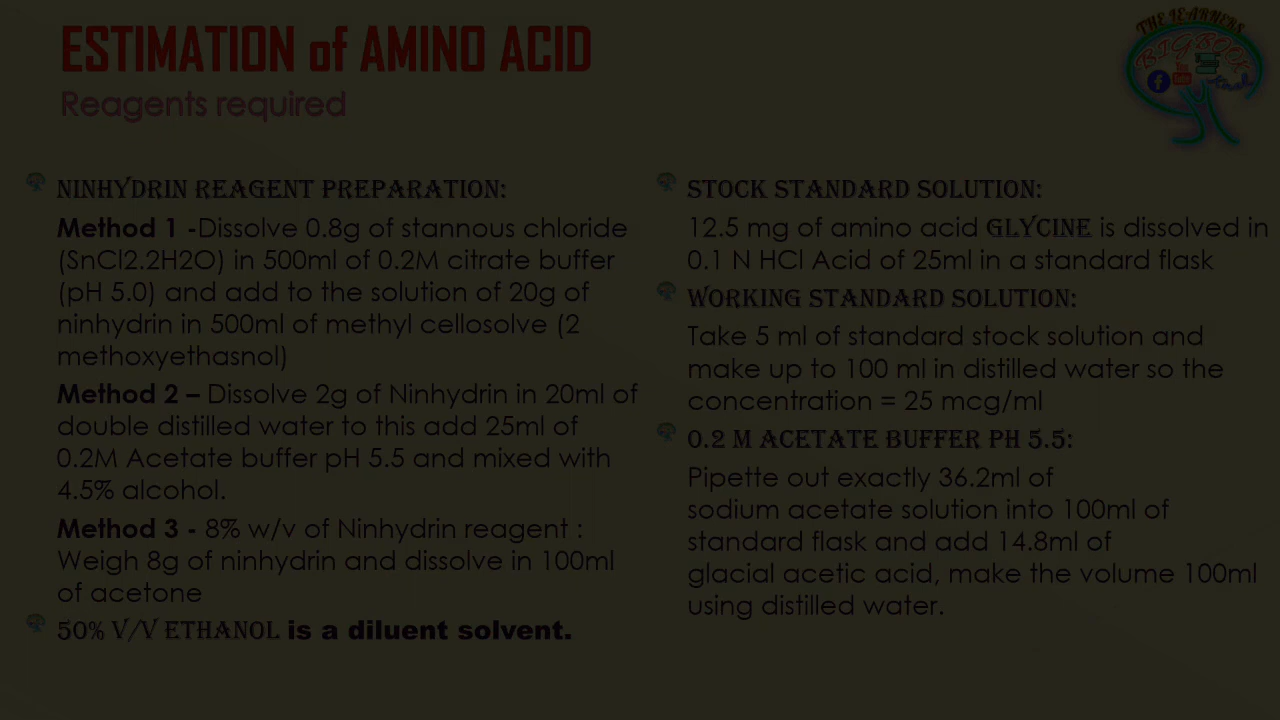 ESTIMATION of AMINO ACID
Reagents required
THE LEARNERS
BIGBOOK
NINHYDRIN REAGENT PREPARATION:
Method 1 -Dissolve 0.8g of stannous chloride
(SnCl2.2H2O) in 500ml of 0.2M citrate buffer
(pH 5.0) and add to the solution of 20g of
ninhydrin in 500ml of methyl cellosolve (2
methoxyethasnol)
Method 2 – Dissolve 2g of Ninhydrin in 20ml of
double distilled water to this add 25ml of
0.2M Acetate buffer pH 5.5 and mixed with
4.5% alcohol.
Method 3 - 8% w/v of Ninhydrin reagent :
Weigh 8g of ninhydrin and dissolve in 100ml
of acetone
50% V/V ETHANOL is a diluent solvent.
STOCK STANDARD SOLUTION:
12.5 mg of amino acid GLYCINE is dissolved in
0.1 N HCl Acid of 25ml in a standard flask
WORKING STANDARD SOLUTION:
Take 5 ml of standard stock solution and
make up to 100 ml in distilled water so the
concentration = 25 mcg/ml
0.2 M ACETATE BUFFER PH 5.5:
Pipette out exactly 36.2ml of
sodium acetate solution into 100ml of
standard flask and add 14.8ml of
glacial acetic acid, make the volume 100ml
using distilled water.